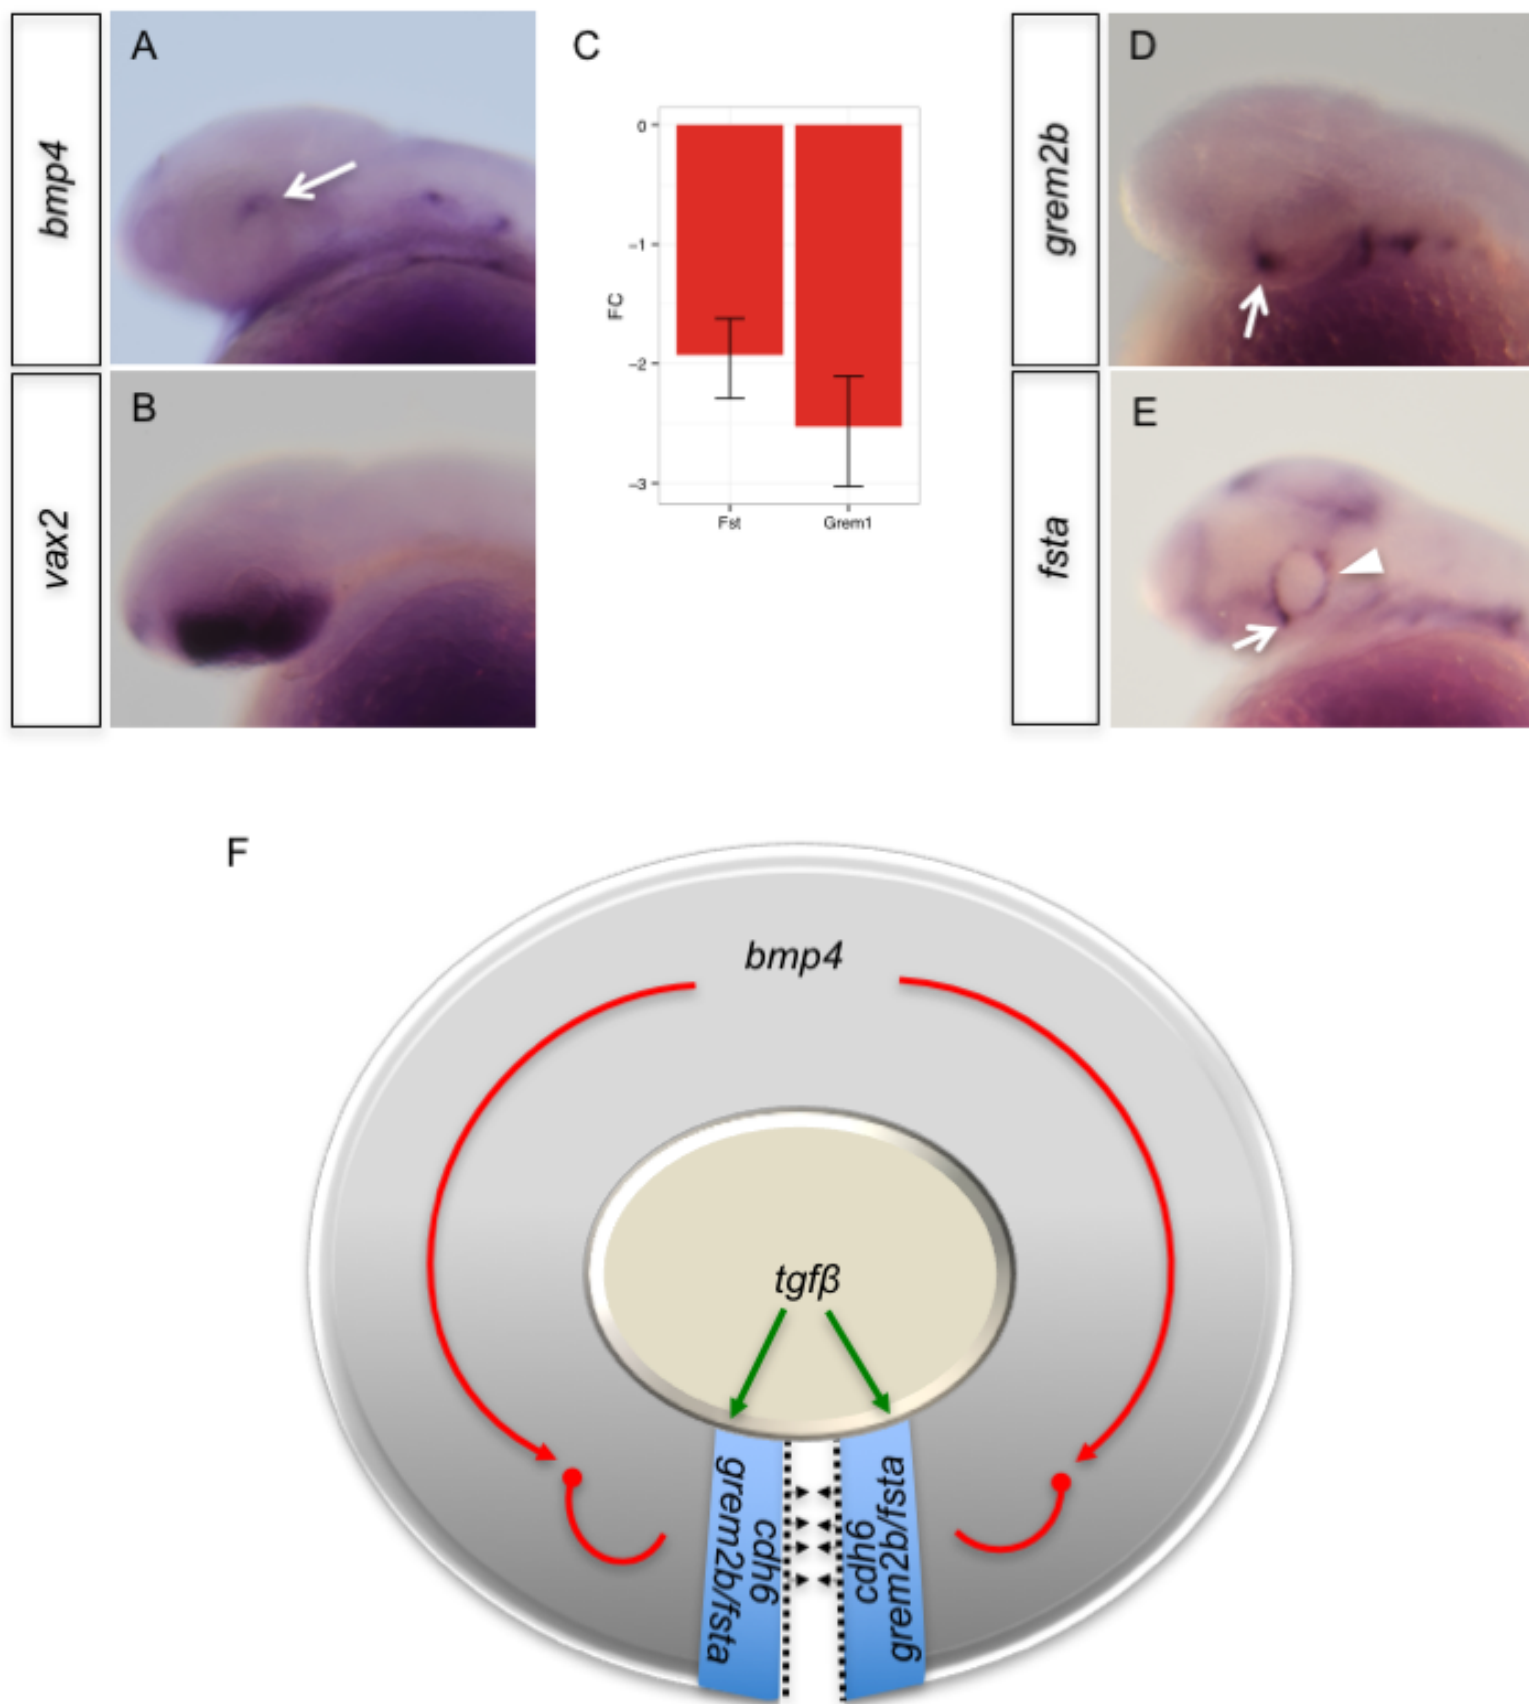 A
bmp4
B
vax2
C
0
-1
-2
-3
FC
Fst
Grem1
D
grem2b
E
fsta
F
bmp4
tgfβ
cdh6
grem2b/fsta
cdh6
grem2b/fsta